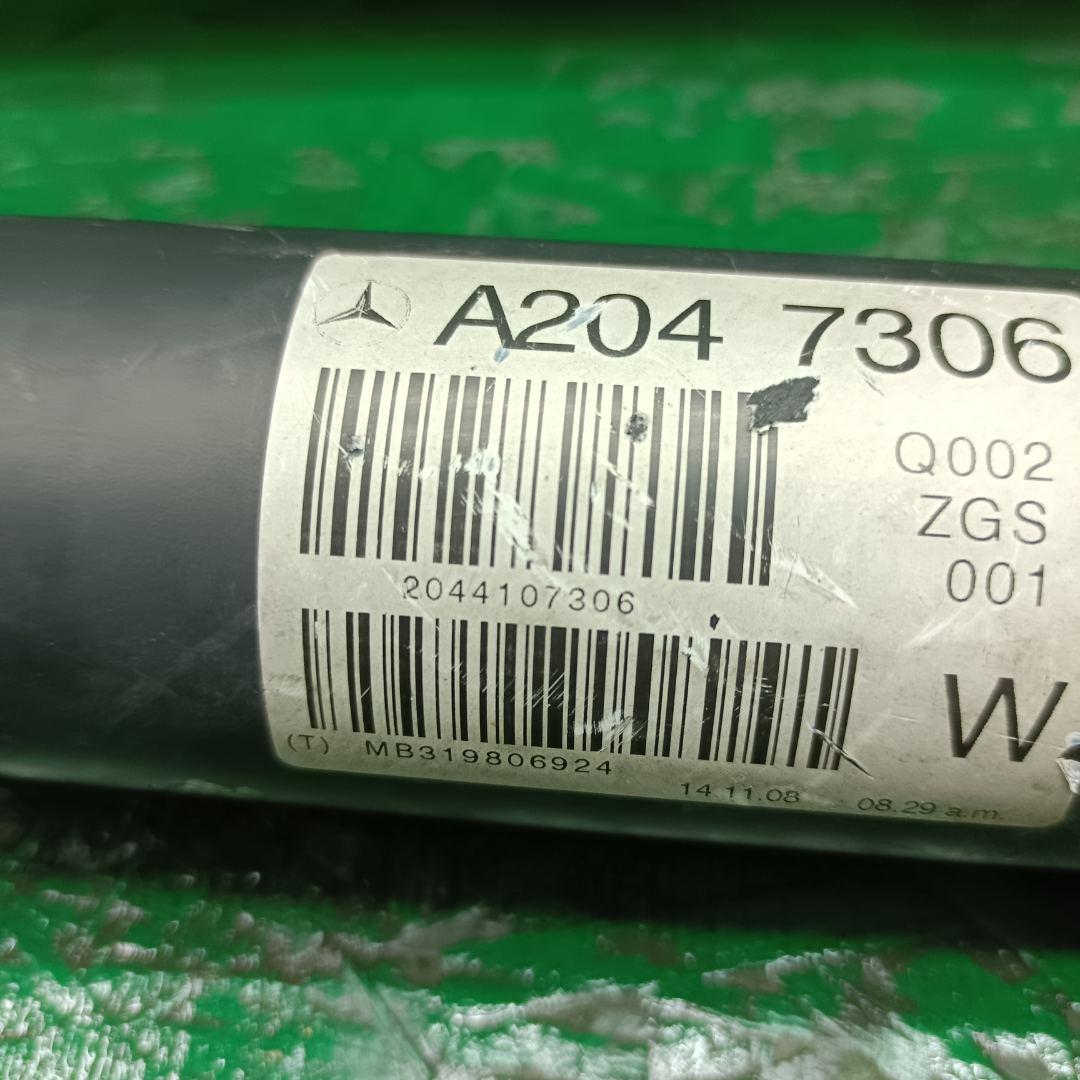 A204 7306
Q002
ZGS
001
2044107306
W
(T) MB319806924
14.11.08 08.29 a.m.